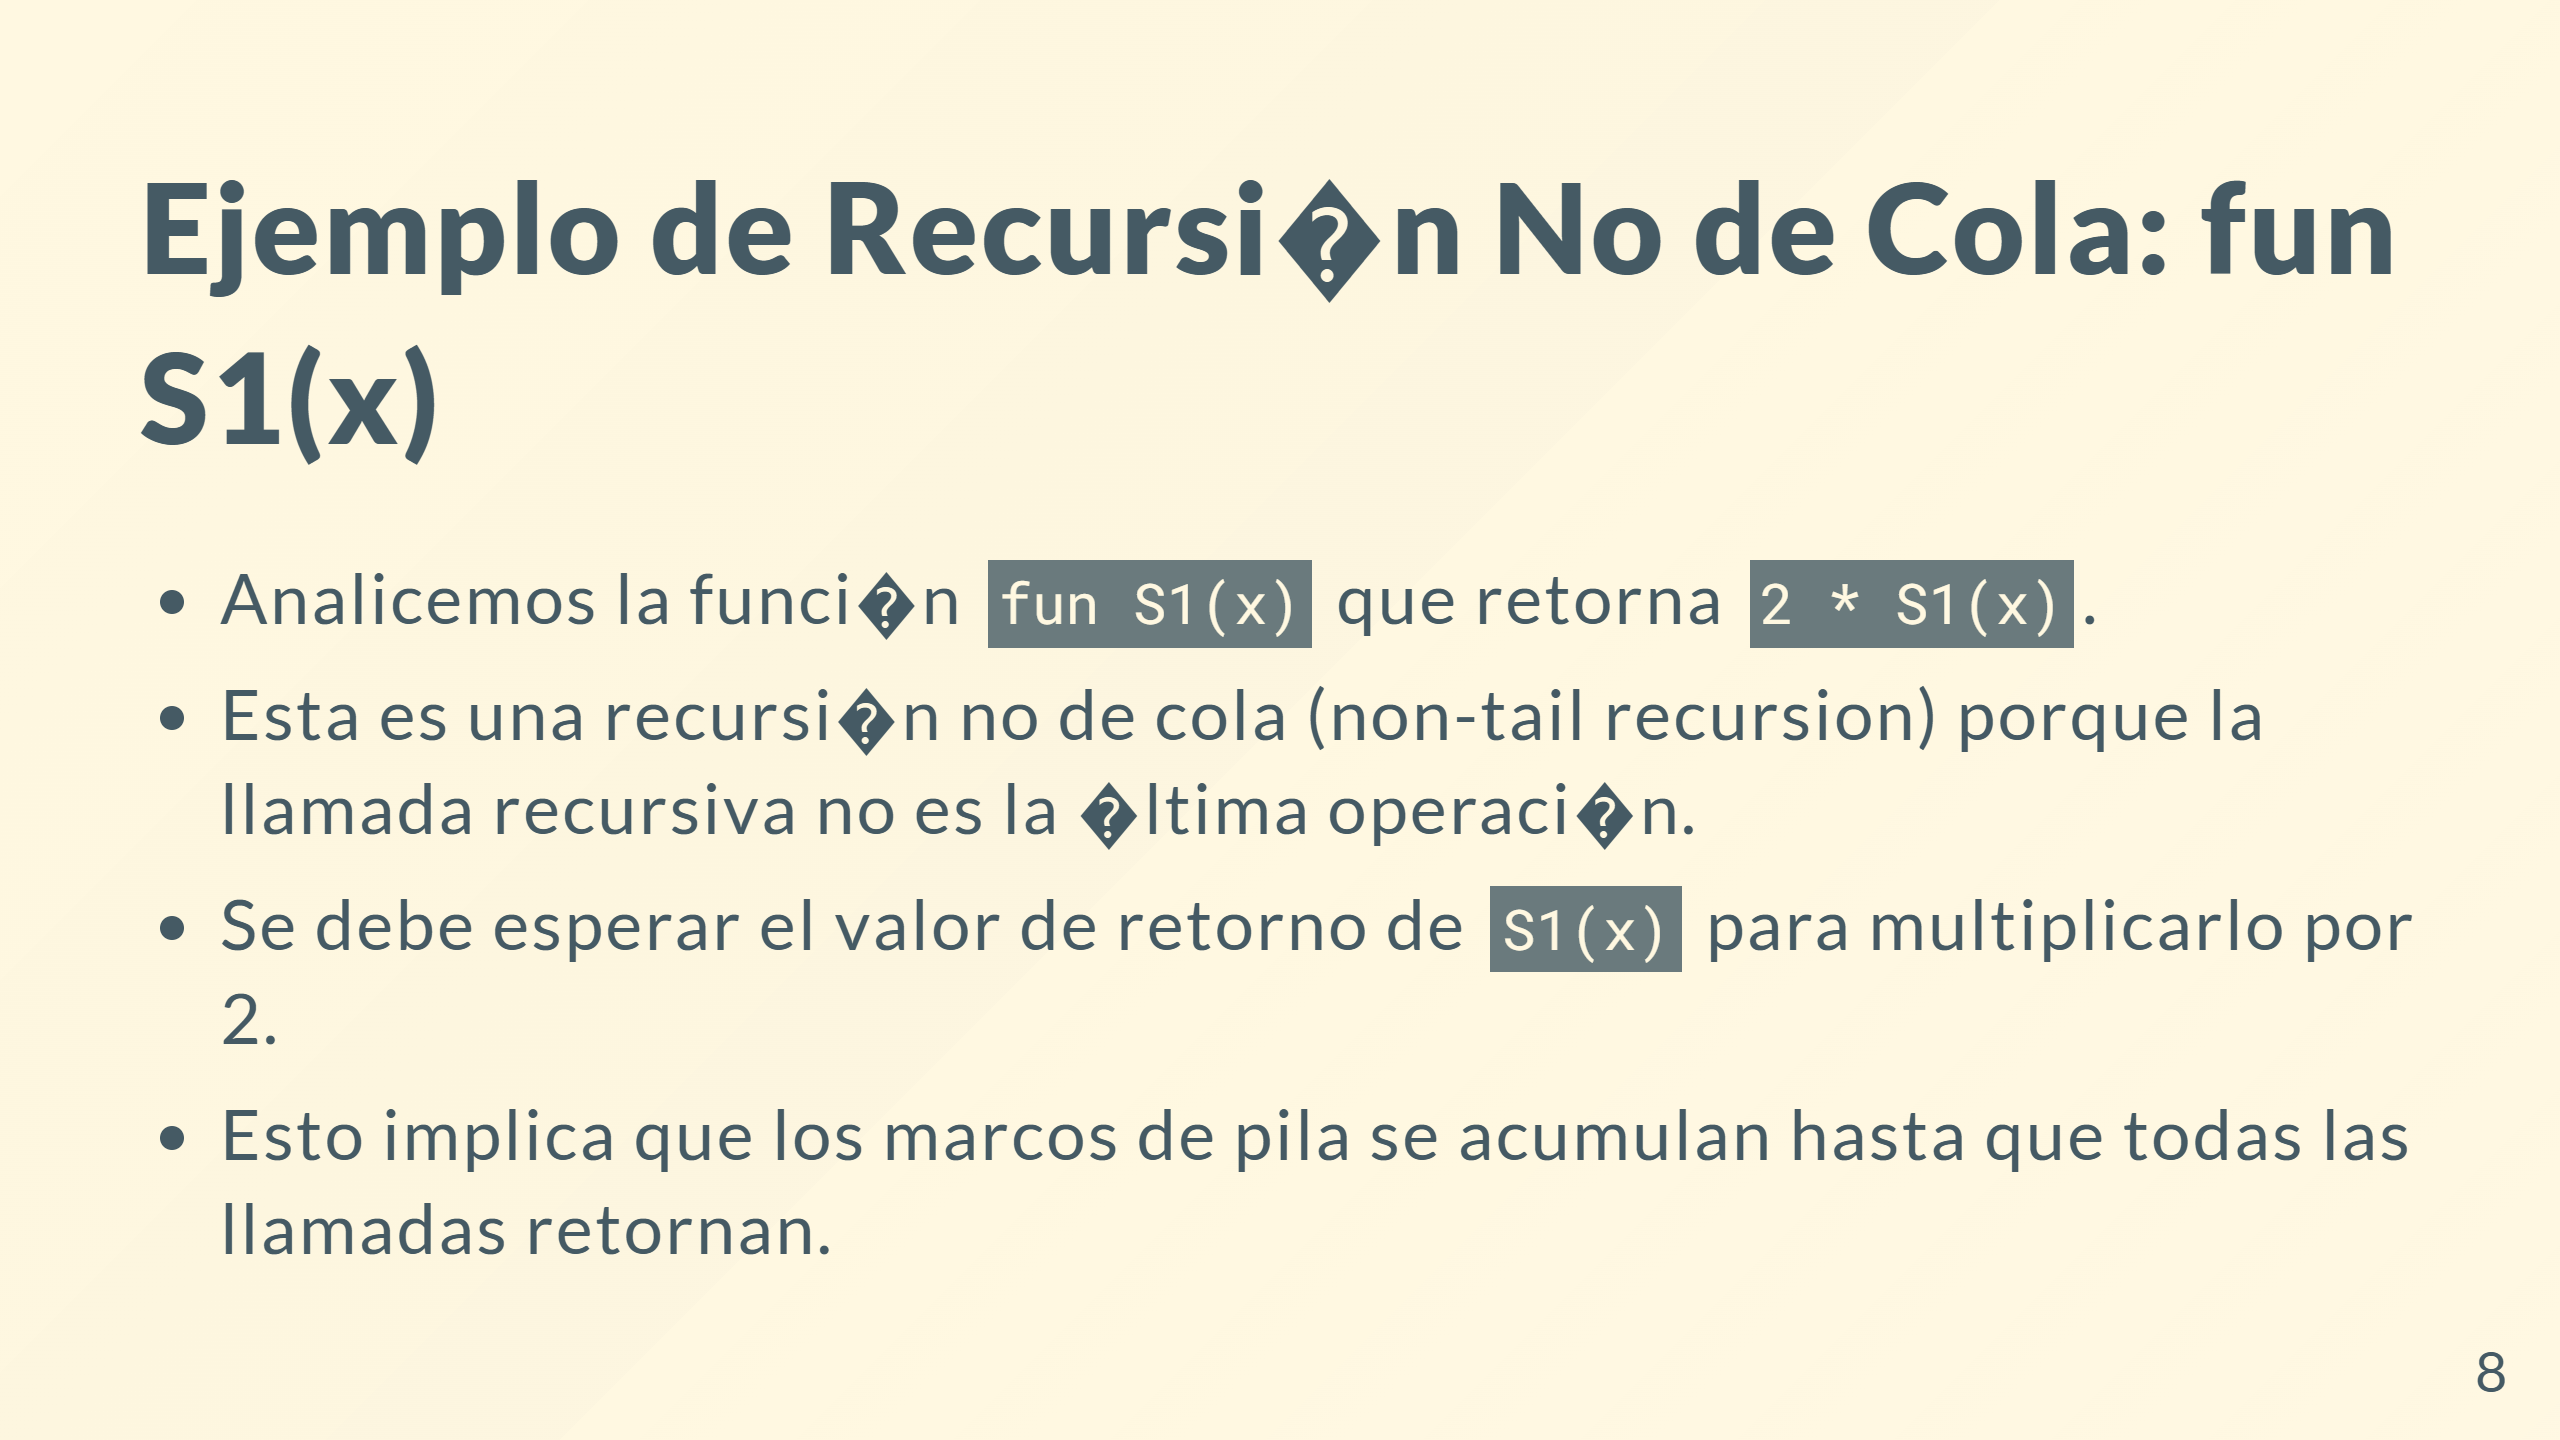 Ejemplo de Recursi�n No de Cola: fun
S1(x)
• Analicemos la funci�n fun S1(x) que retorna 2 * S1(x).
• Esta es una recursi�n no de cola (non-tail recursion) porque la
llamada recursiva no es la �ltima operaci�n.
• Se debe esperar el valor de retorno de S1(x) para multiplicarlo por
2.
• Esto implica que los marcos de pila se acumulan hasta que todas las
llamadas retornan.
8